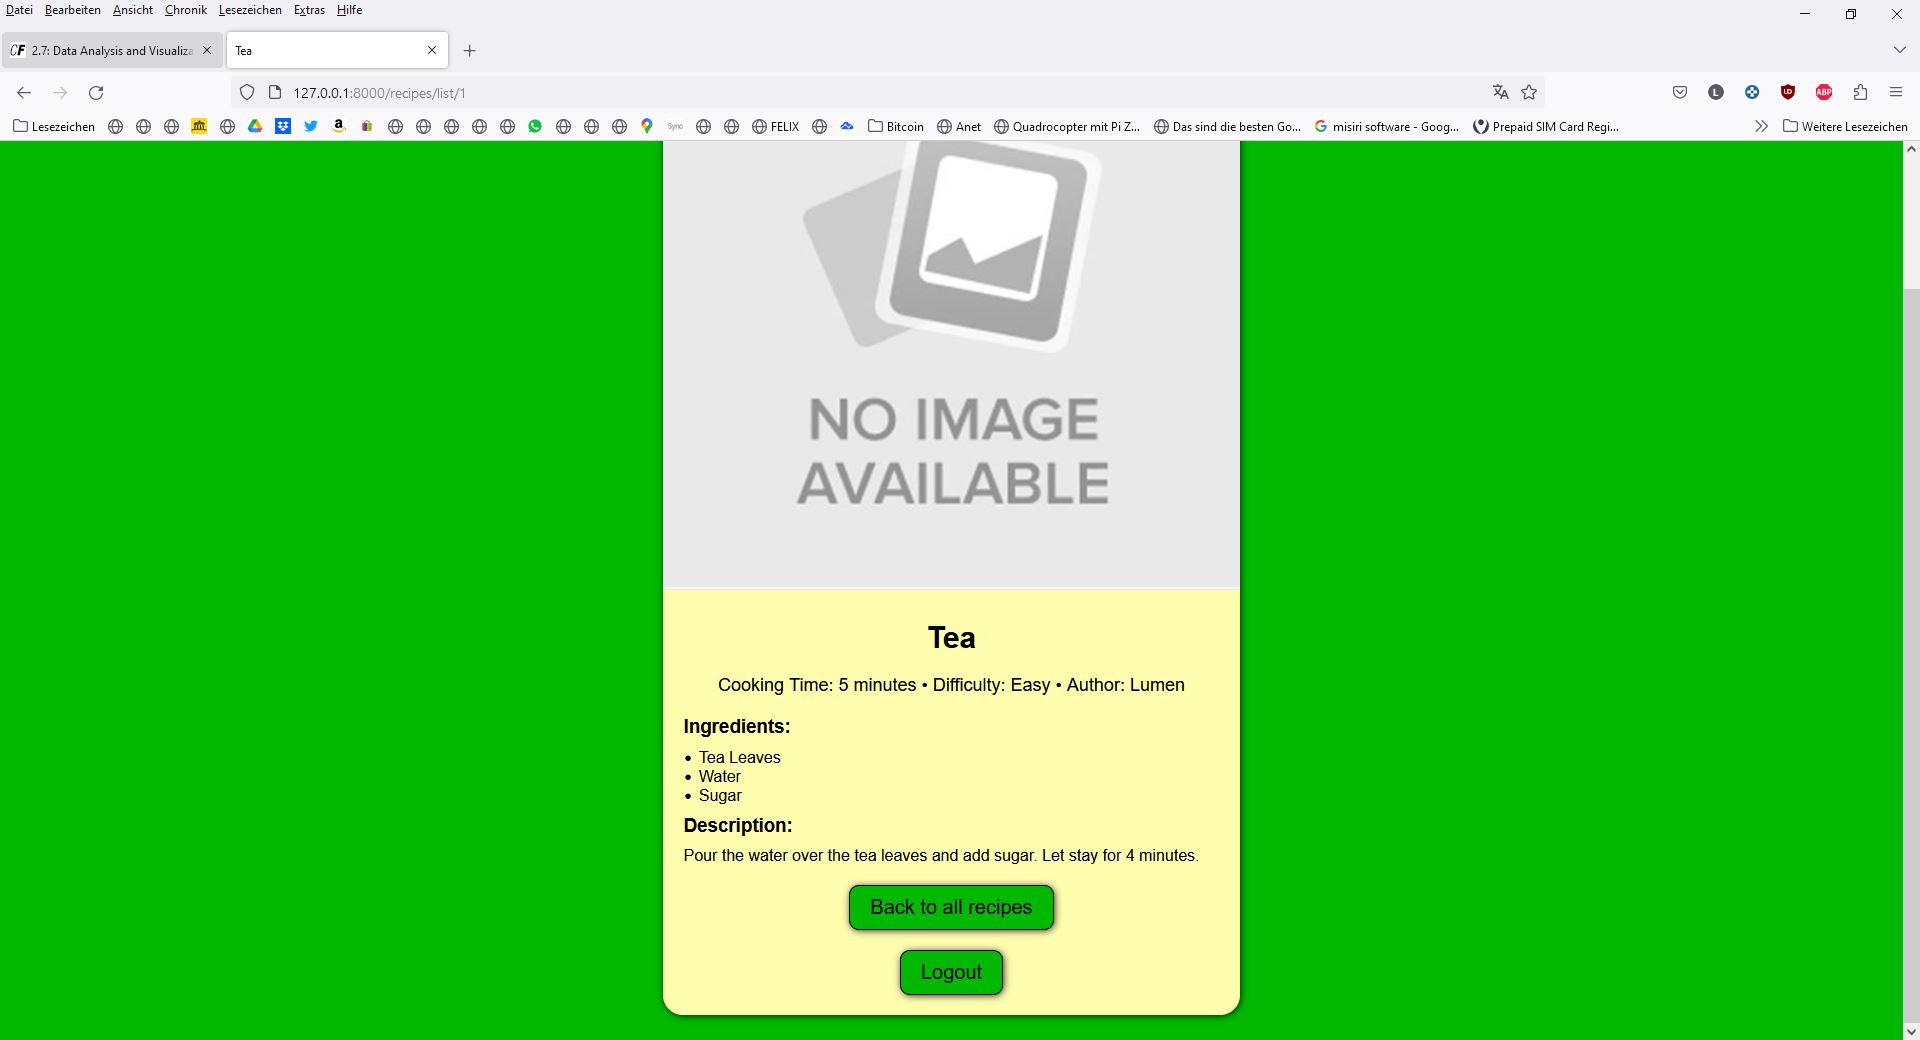 Datei Bearbeiten Ansicht Chronik Lesezeichen Extras Hilfe
CF 2.7: Data Analysis and Visualiza
Tea
127.0.0.1:8000/recipes/list/1
L UD ABP
Lesezeichen a Sync FELIX Bitcoin Anet Quadrocopter mit Pi Z... Das sind die besten Go... G misiri software - Goog... Prepaid SIM Card Regi... Weitere Lesezeichen
NO IMAGE
AVAILABLE
Tea
Cooking Time: 5 minutes • Difficulty: Easy • Author: Lumen
Ingredients:
• Tea Leaves
• Water
• Sugar
Description:
Pour the water over the tea leaves and add sugar. Let stay for 4 minutes.
Back to all recipes
Logout